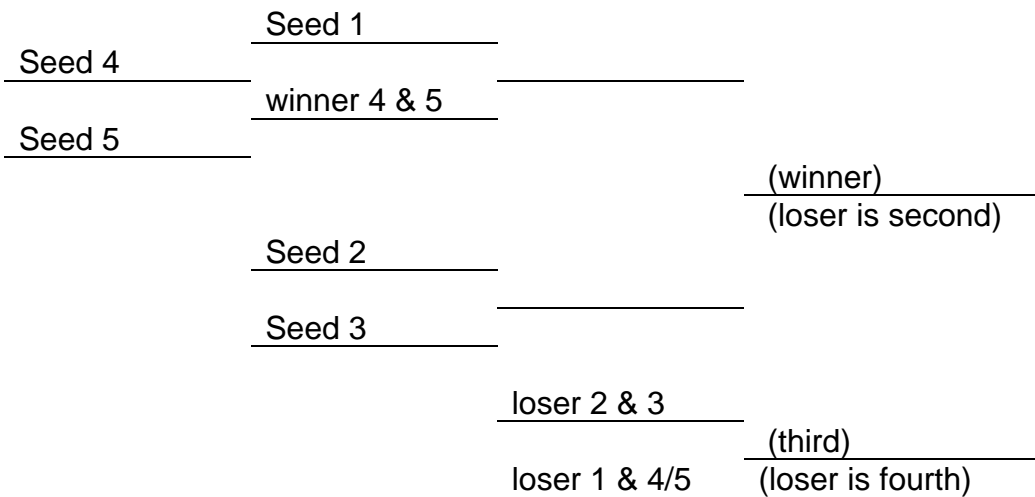 Seed 1
Seed 4
winner 4 & 5
Seed 5
(winner)
(loser is second)
Seed 2
Seed 3
loser 2 & 3
(third)
loser 1 & 4/5
(loser is fourth)